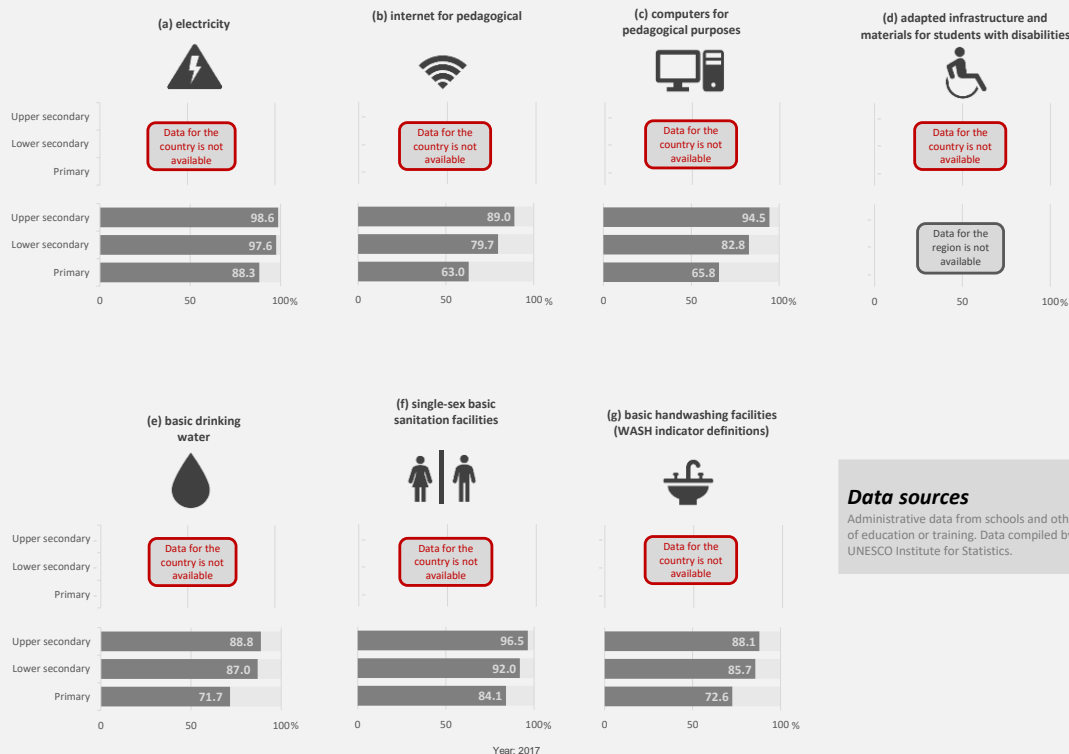 (a) electricity
(b) internet for pedagogical
(c) computers for
pedagogical purposes
(d) adapted infrastructure and
materials for students with disabilities
Upper secondary
Lower secondary
Primary
Data for the
country is not
available
Data for the
country is not
available
Data for the
country is not
available
Data for the
country is not
available
Upper secondary
Lower secondary
Primary
98.6
97.6
88.3
0 50 100%
89.0
79.7
63.0
0 50 100 %
94.5
82.8
65.8
0 50 100 %
Data for the
region is not
available
0 50 100 %
(e) basic drinking
water
(f) single-sex basic
sanitation facilities
(g) basic handwashing facilities
(WASH indicator definitions)
Upper secondary
Lower secondary
Primary
Data for the
country is not
available
Data for the
country is not
available
Data for the
country is not
available
Data sources
Administrative data from schools and oth
of education or training. Data compiled by
UNESCO Institute for Statistics.
Upper secondary
Lower secondary
Primary
88.8
87.0
71.7
0 50 100%
96.5
92.0
84.1
0 50 100 %
88.1
85.7
72.6
0 50 100 %
Year: 2017